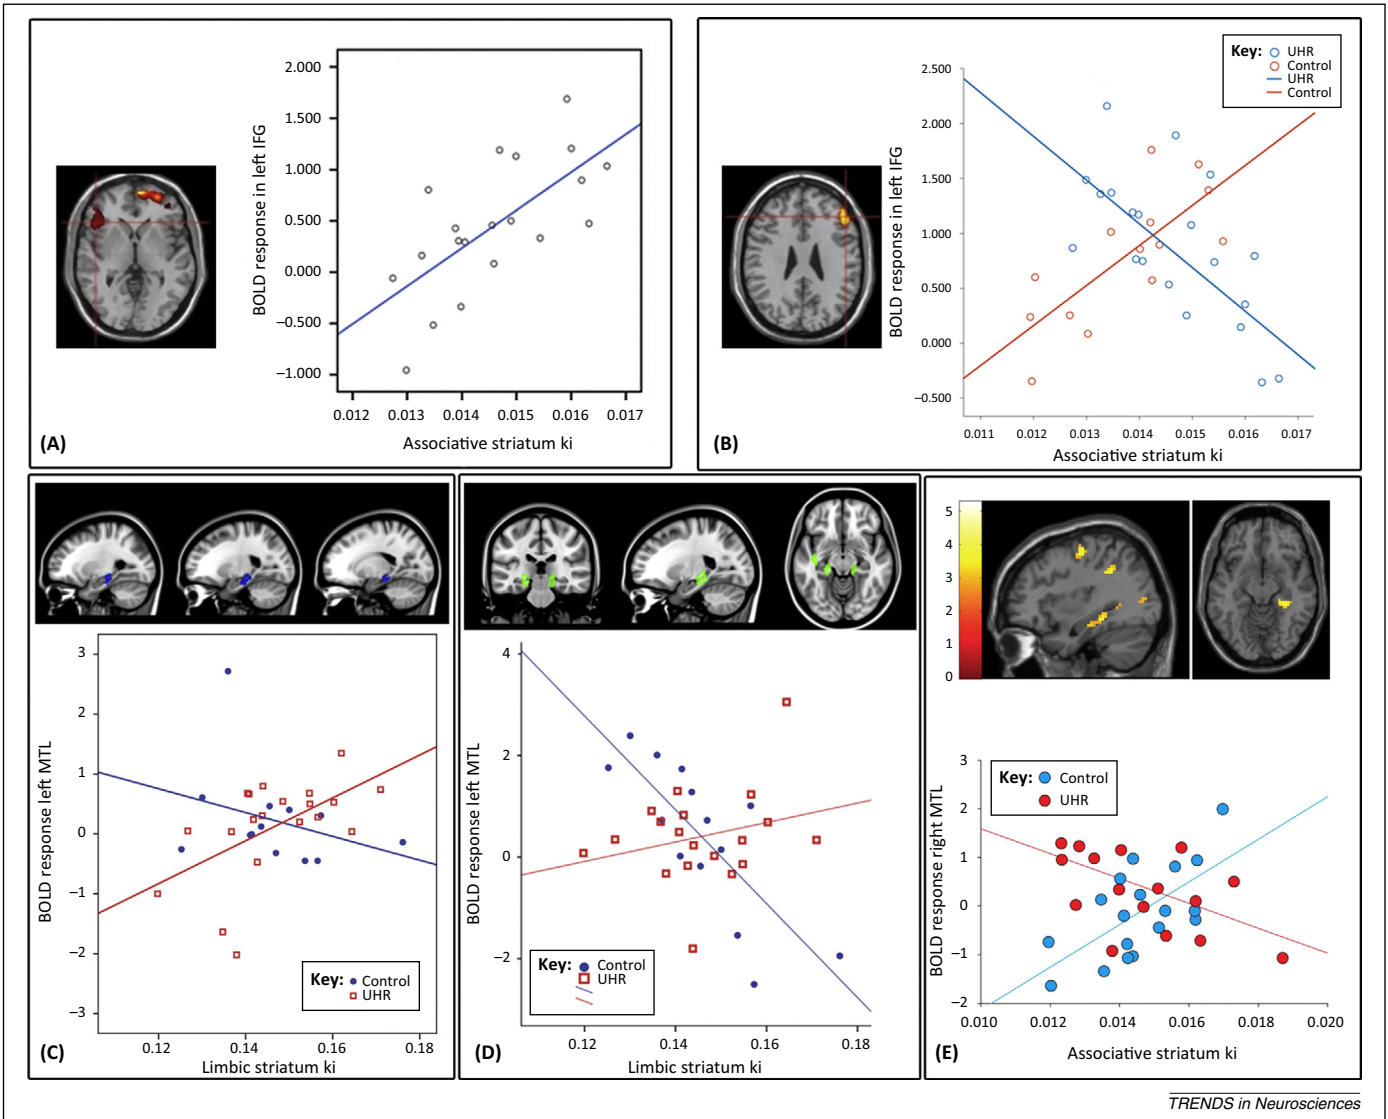 2.000
1.500
1.000
0.500
0.000
−0.500
−1.000
BOLD response in left IFG
0.012 0.013 0.014 0.015 0.016 0.017
Associative striatum ki
(A)
Key: UHR
Control
UHR
Control
2.500
2.000
1.500
1.000
0.500
0.000
−0.500
BOLD response in left IFG
0.011 0.012 0.013 0.014 0.015 0.016 0.017
Associative striatum ki
(B)
3
2
1
0
−1
−2
−3
BOLD response left MTL
Key: Control
UHR
0.12 0.14 0.16 0.18
Limbic striatum ki
(C)
4
2
0
−2
BOLD response left MTL
Key: Control
UHR
0.12 0.14 0.16 0.18
Limbic striatum ki
(D)
5
4
3
2
1
0
3
2
1
0
−1
−2
BOLD response right MTL
Key: Control
UHR
0.010 0.012 0.014 0.016 0.018 0.020
Associative striatum ki
(E)
TRENDS in Neurosciences